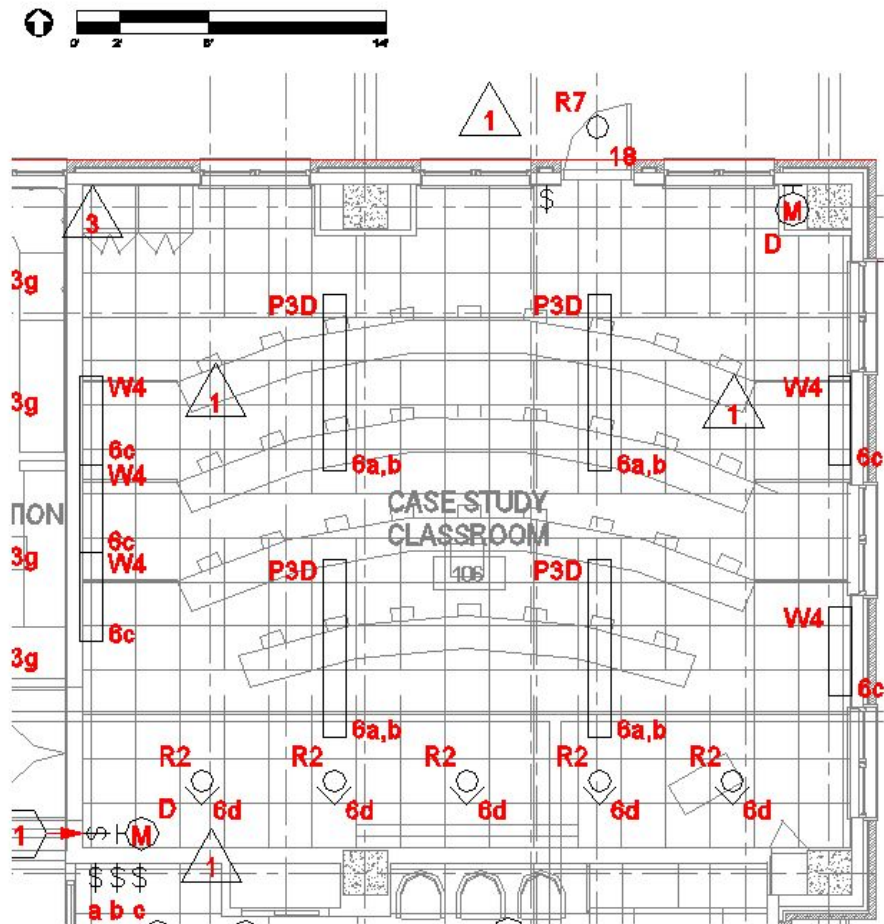 0' 2' 6' 14'
R7
1
18
$
3
M
D
3g
P3D P3D
W4 W4
3g
1 1
6c 6a,b 6a,b 6c
W4
CASE STUDY
TION CLASSROOM
6c
3g W4 P3D P3D
106
W4
6c
3g
6c
6a,b 6a,b
R2 R2 R2 R2 R2
D 6d 6d 6d 6d 6d
1 $ M
1
$ $ $
a b c